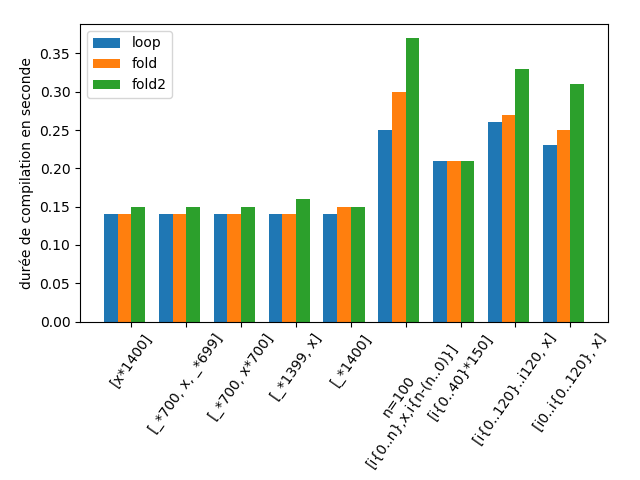 loop
fold
fold2
durée de compilation en seconde
0.35
0.30
0.25
0.20
0.15
0.10
0.05
0.00
[x*1400]
[_*700, x, _*699]
[_*700, x*700]
[_*1399, x]
[_*1400]
n=100
[i{0..n},x,i{n-(n..0)}]
[i{0..40}*150]
[i{0..120}..i120, x]
[i0..i{0..120}, x]